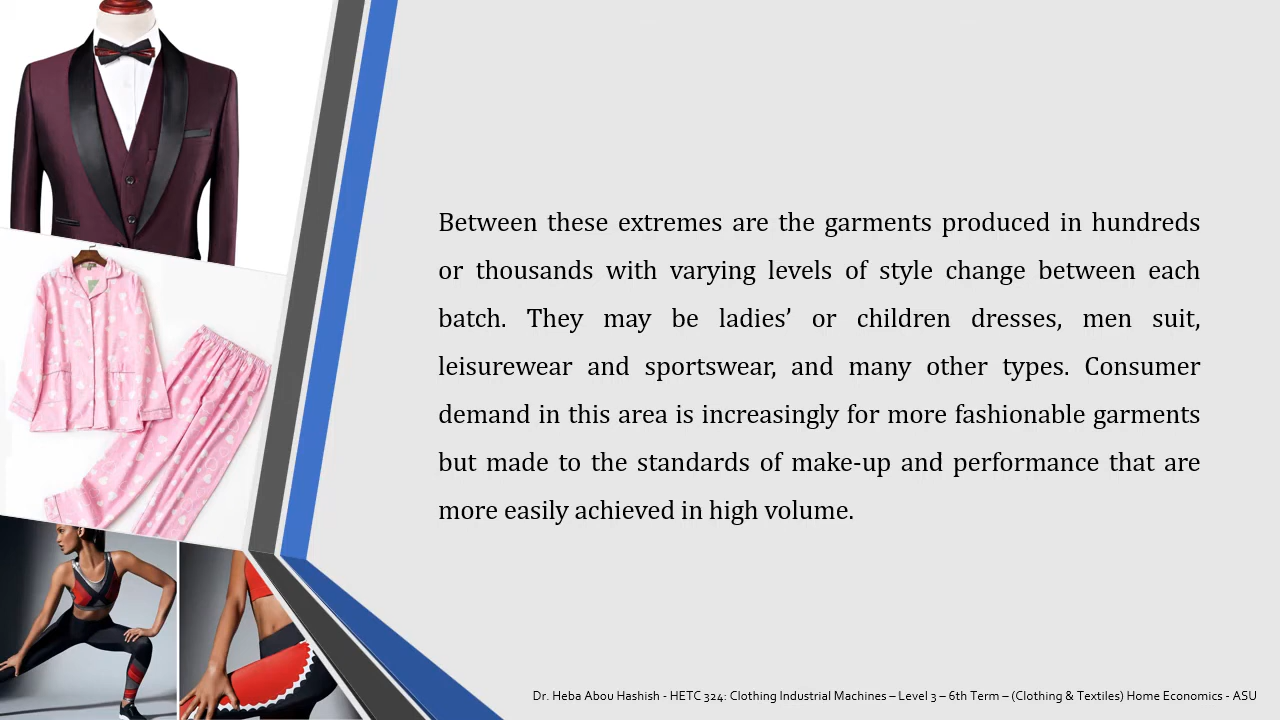 Between these extremes are the garments produced in hundreds
or thousands with varying levels of style change between each
batch. They may be ladies’ or children dresses, men suit,
leisurewear and sportswear, and many other types. Consumer
demand in this area is increasingly for more fashionable garments
but made to the standards of make-up and performance that are
more easily achieved in high volume.
Dr. Heba Abou Hashish - HETC 324: Clothing Industrial Machines – Level 3 – 6th Term – (Clothing & Textiles) Home Economics - ASU